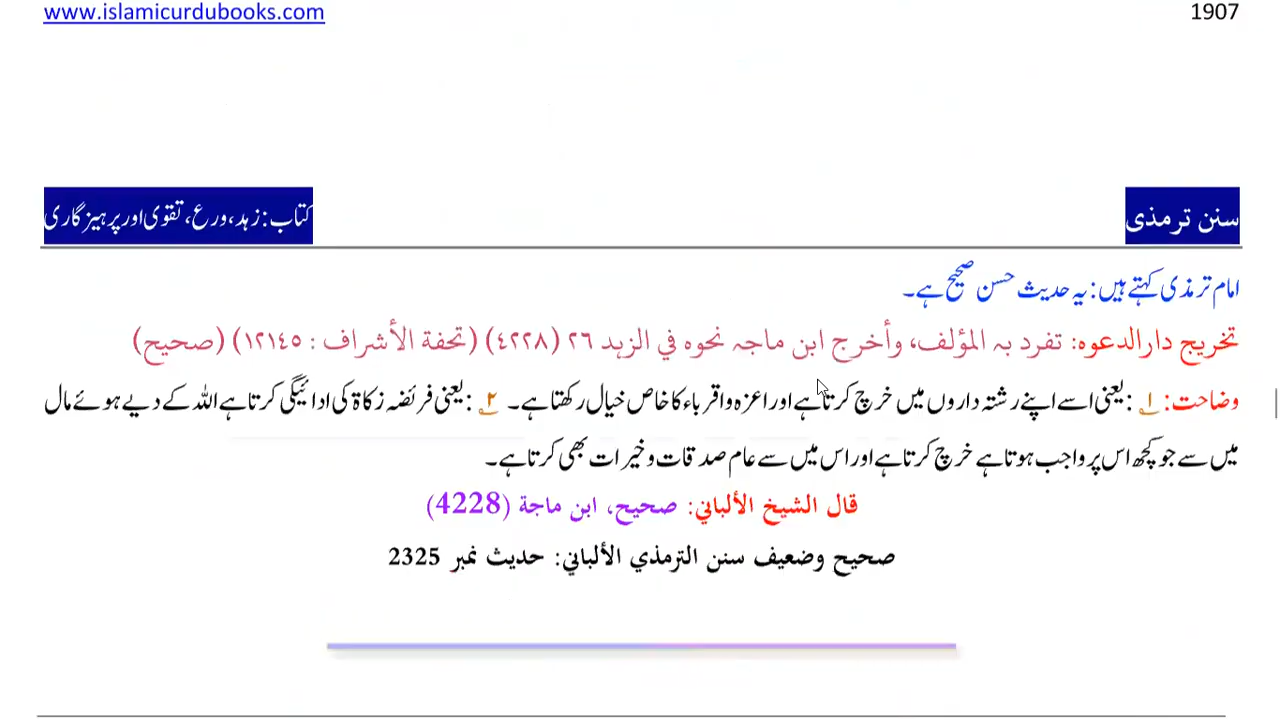 www.islamicurdubooks.com 1907
سنن ترمذی کتاب: زہد، ورع، تقوی اور پرہیزگاری
امام ترمذی کہتے ہیں: یہ حدیث حسن صحیح ہے۔
تخریج دارالدعوہ: تفرد بہ المؤلف، وأخرج ابن ماجہ نحوہ في الزہد ٢٦ (٤٢٢٨) (تحفة الأشراف : ١٢١٤٥) (صحیح)
وضاحت: ۱؎ : یعنی اسے اپنے رشتہ داروں میں خرچ کرتا ہے اور اعزہ و اقرباء کا خاص خیال رکھتا ہے۔ ۲؎ : یعنی فریضہ زکاۃ کی ادائیگی کرتا ہے اللہ کے دیے ہوئے مال
میں سے جو کچھ اس پر واجب ہوتا ہے خرچ کرتا ہے اور اس میں سے عام صدقات و خیرات بھی کرتا ہے۔
قال الشيخ الألباني: صحيح، ابن ماجة (4228)
صحيح وضعيف سنن الترمذي الألباني: حديث نمبر 2325